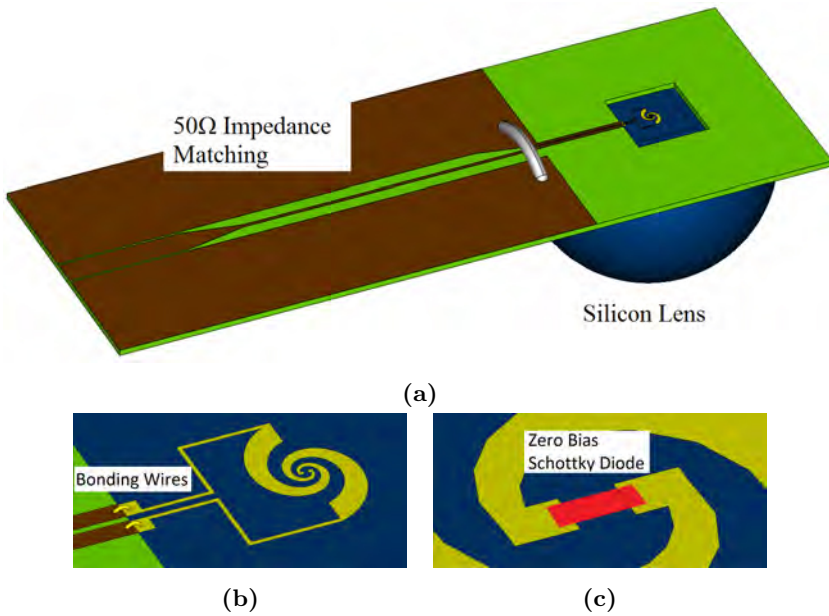 50Ω Impedance
Matching
Silicon Lens
(a)
Bonding Wires
Zero Bias
Schottky Diode
(b)
(c)